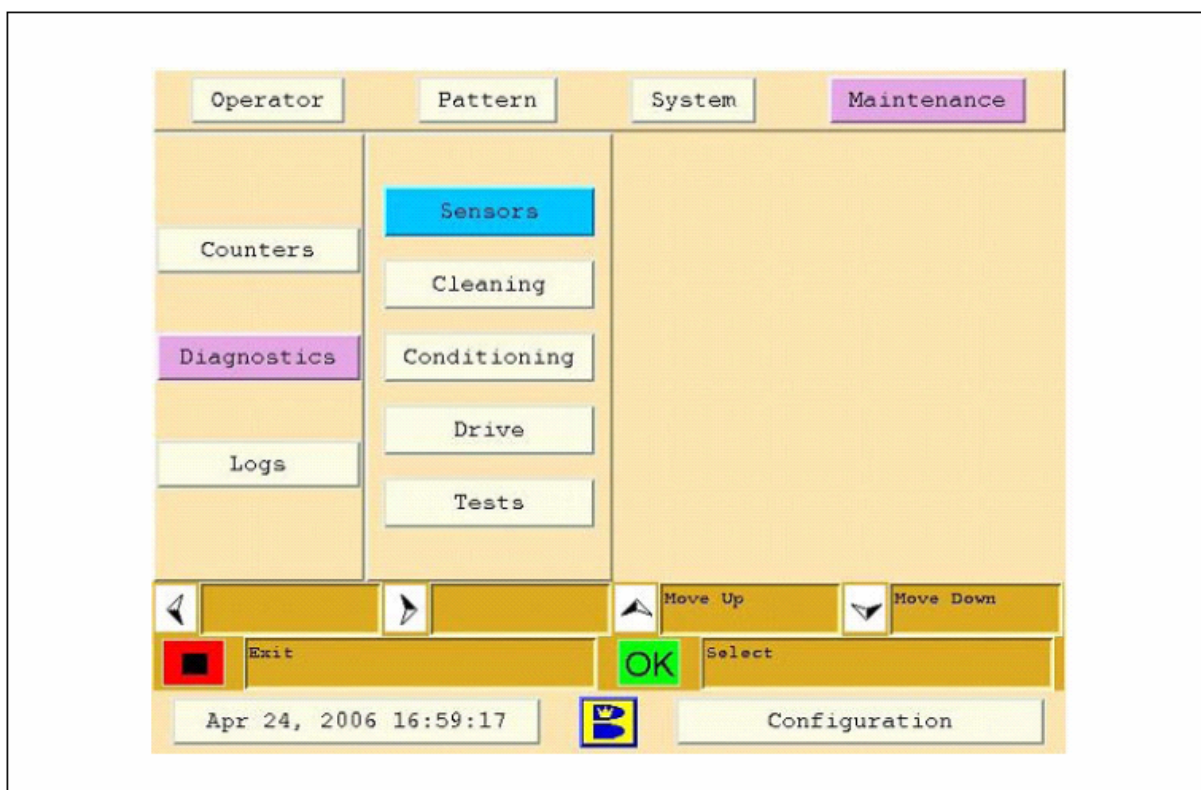 Operator Pattern System Maintenance
Sensors
Counters
Cleaning
Diagnostics Conditioning
Drive
Logs
Tests
Move Up Move Down
Exit OK Select
Apr 24, 2006 16:59:17 Configuration